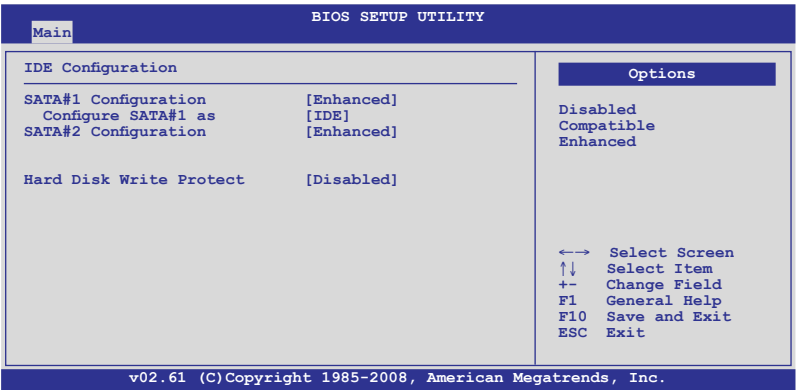 BIOS SETUP UTILITY
Main
IDE Configuration
SATA#1 Configuration [Enhanced]
Configure SATA#1 as [IDE]
SATA#2 Configuration [Enhanced]
Hard Disk Write Protect [Disabled]
Options
Disabled
Compatible
Enhanced
←→ Select Screen
↑↓ Select Item
+- Change Field
F1 General Help
F10 Save and Exit
ESC Exit
v02.61 (C)Copyright 1985-2008, American Megatrends, Inc.